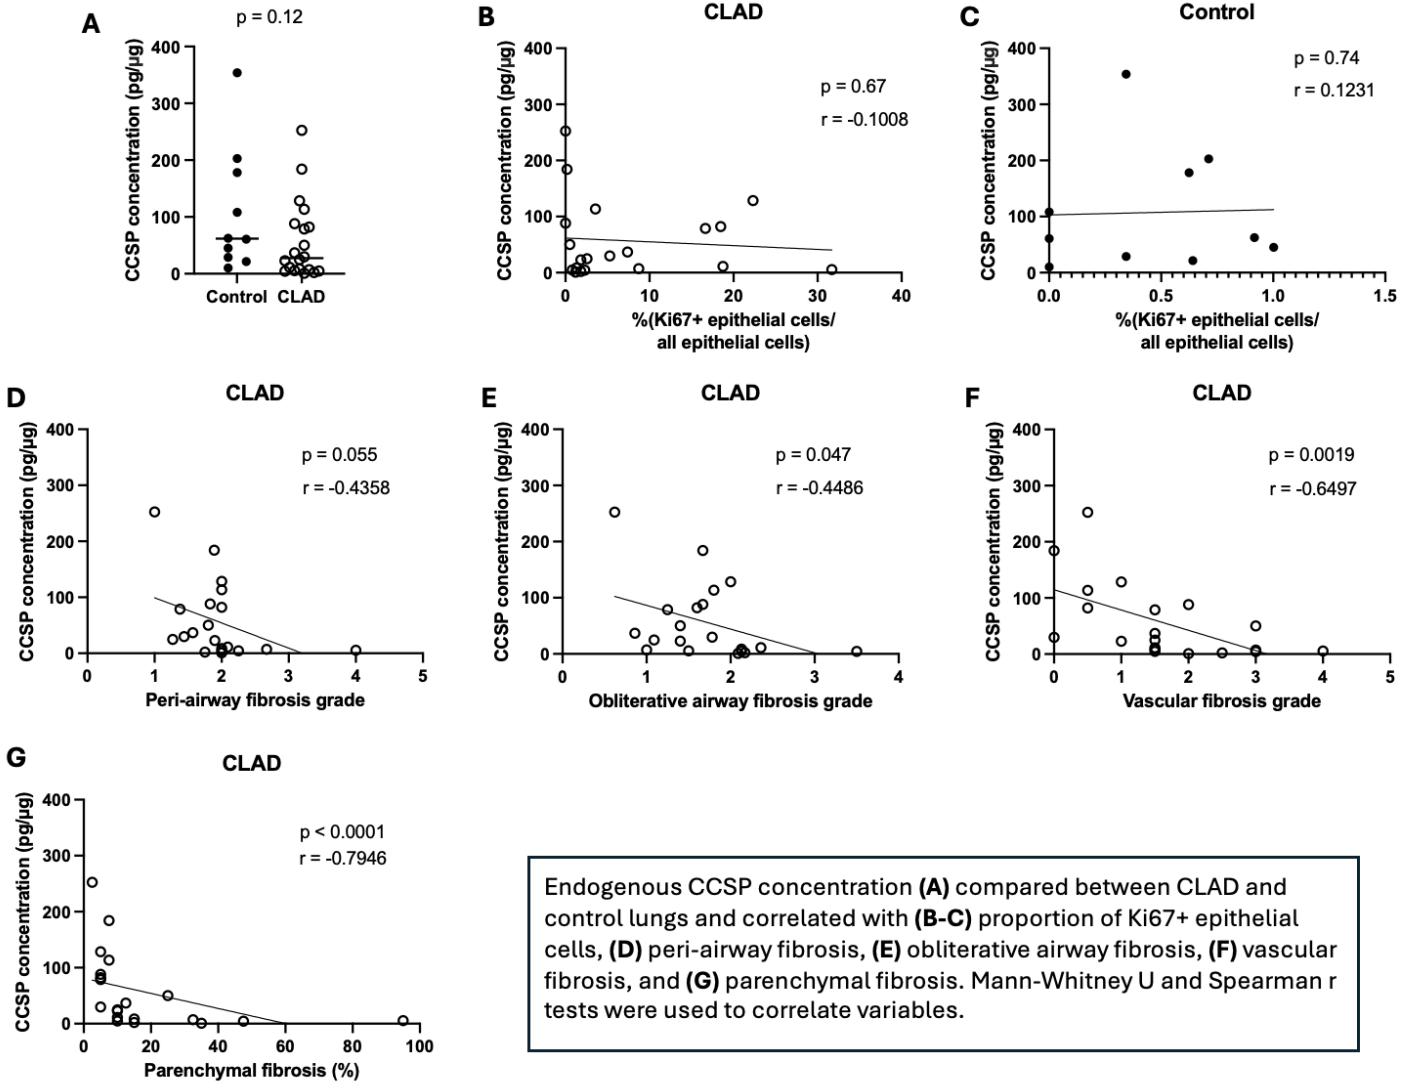 A
p = 0.12
CCSP concentration (pg/µg)
400
300
200
100
0
Control CLAD
B
CLAD
CCSP concentration (pg/µg)
400
300
200
100
0
p = 0.67
r = -0.1008
0 10 20 30 40
%(Ki67+ epithelial cells/
all epithelial cells)
C
Control
CCSP concentration (pg/µg)
400
300
200
100
0
p = 0.74
r = 0.1231
0.0 0.5 1.0 1.5
%(Ki67+ epithelial cells/
all epithelial cells)
D
CLAD
CCSP concentration (pg/µg)
400
300
200
100
0
p = 0.055
r = -0.4358
0 1 2 3 4 5
Peri-airway fibrosis grade
E
CLAD
CCSP concentration (pg/µg)
400
300
200
100
0
p = 0.047
r = -0.4486
0 1 2 3 4
Obliterative airway fibrosis grade
F
CLAD
CCSP concentration (pg/µg)
400
300
200
100
0
p = 0.0019
r = -0.6497
0 1 2 3 4 5
Vascular fibrosis grade
G
CLAD
CCSP concentration (pg/µg)
400
300
200
100
0
p < 0.0001
r = -0.7946
0 20 40 60 80 100
Parenchymal fibrosis (%)
Endogenous CCSP concentration (A) compared between CLAD and
control lungs and correlated with (B-C) proportion of Ki67+ epithelial
cells, (D) peri-airway fibrosis, (E) obliterative airway fibrosis, (F) vascular
fibrosis, and (G) parenchymal fibrosis. Mann-Whitney U and Spearman r
tests were used to correlate variables.